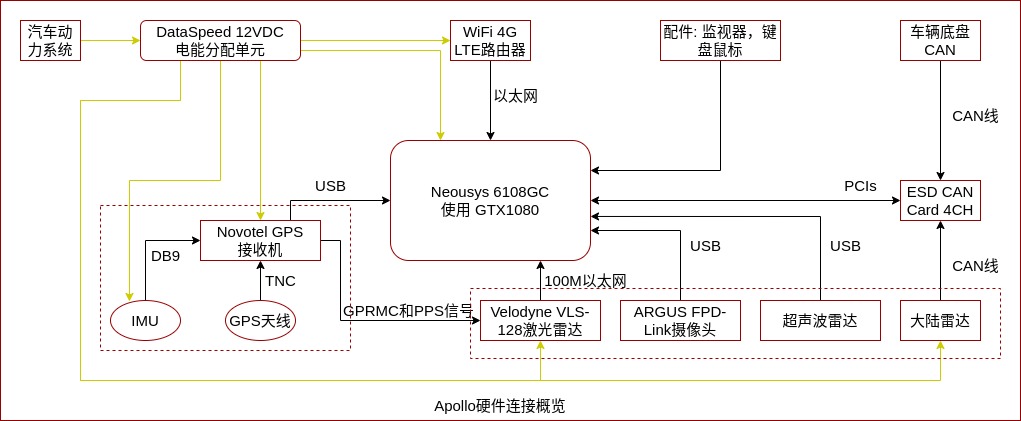 汽车动
力系统
DataSpeed 12VDC
电能分配单元
WiFi 4G
LTE路由器
配件: 监视器，键
盘鼠标
车辆底盘
CAN
以太网
CAN线
USB
Neousys 6108GC
使用 GTX1080
PCIs
ESD CAN
Card 4CH
Novotel GPS
接收机
DB9
TNC
USB
USB
CAN线
100M以太网
GPRMC和PPS信号
IMU
GPS天线
Velodyne VLS-
128激光雷达
ARGUS FPD-
Link摄像头
超声波雷达
大陆雷达
Apollo硬件连接概览